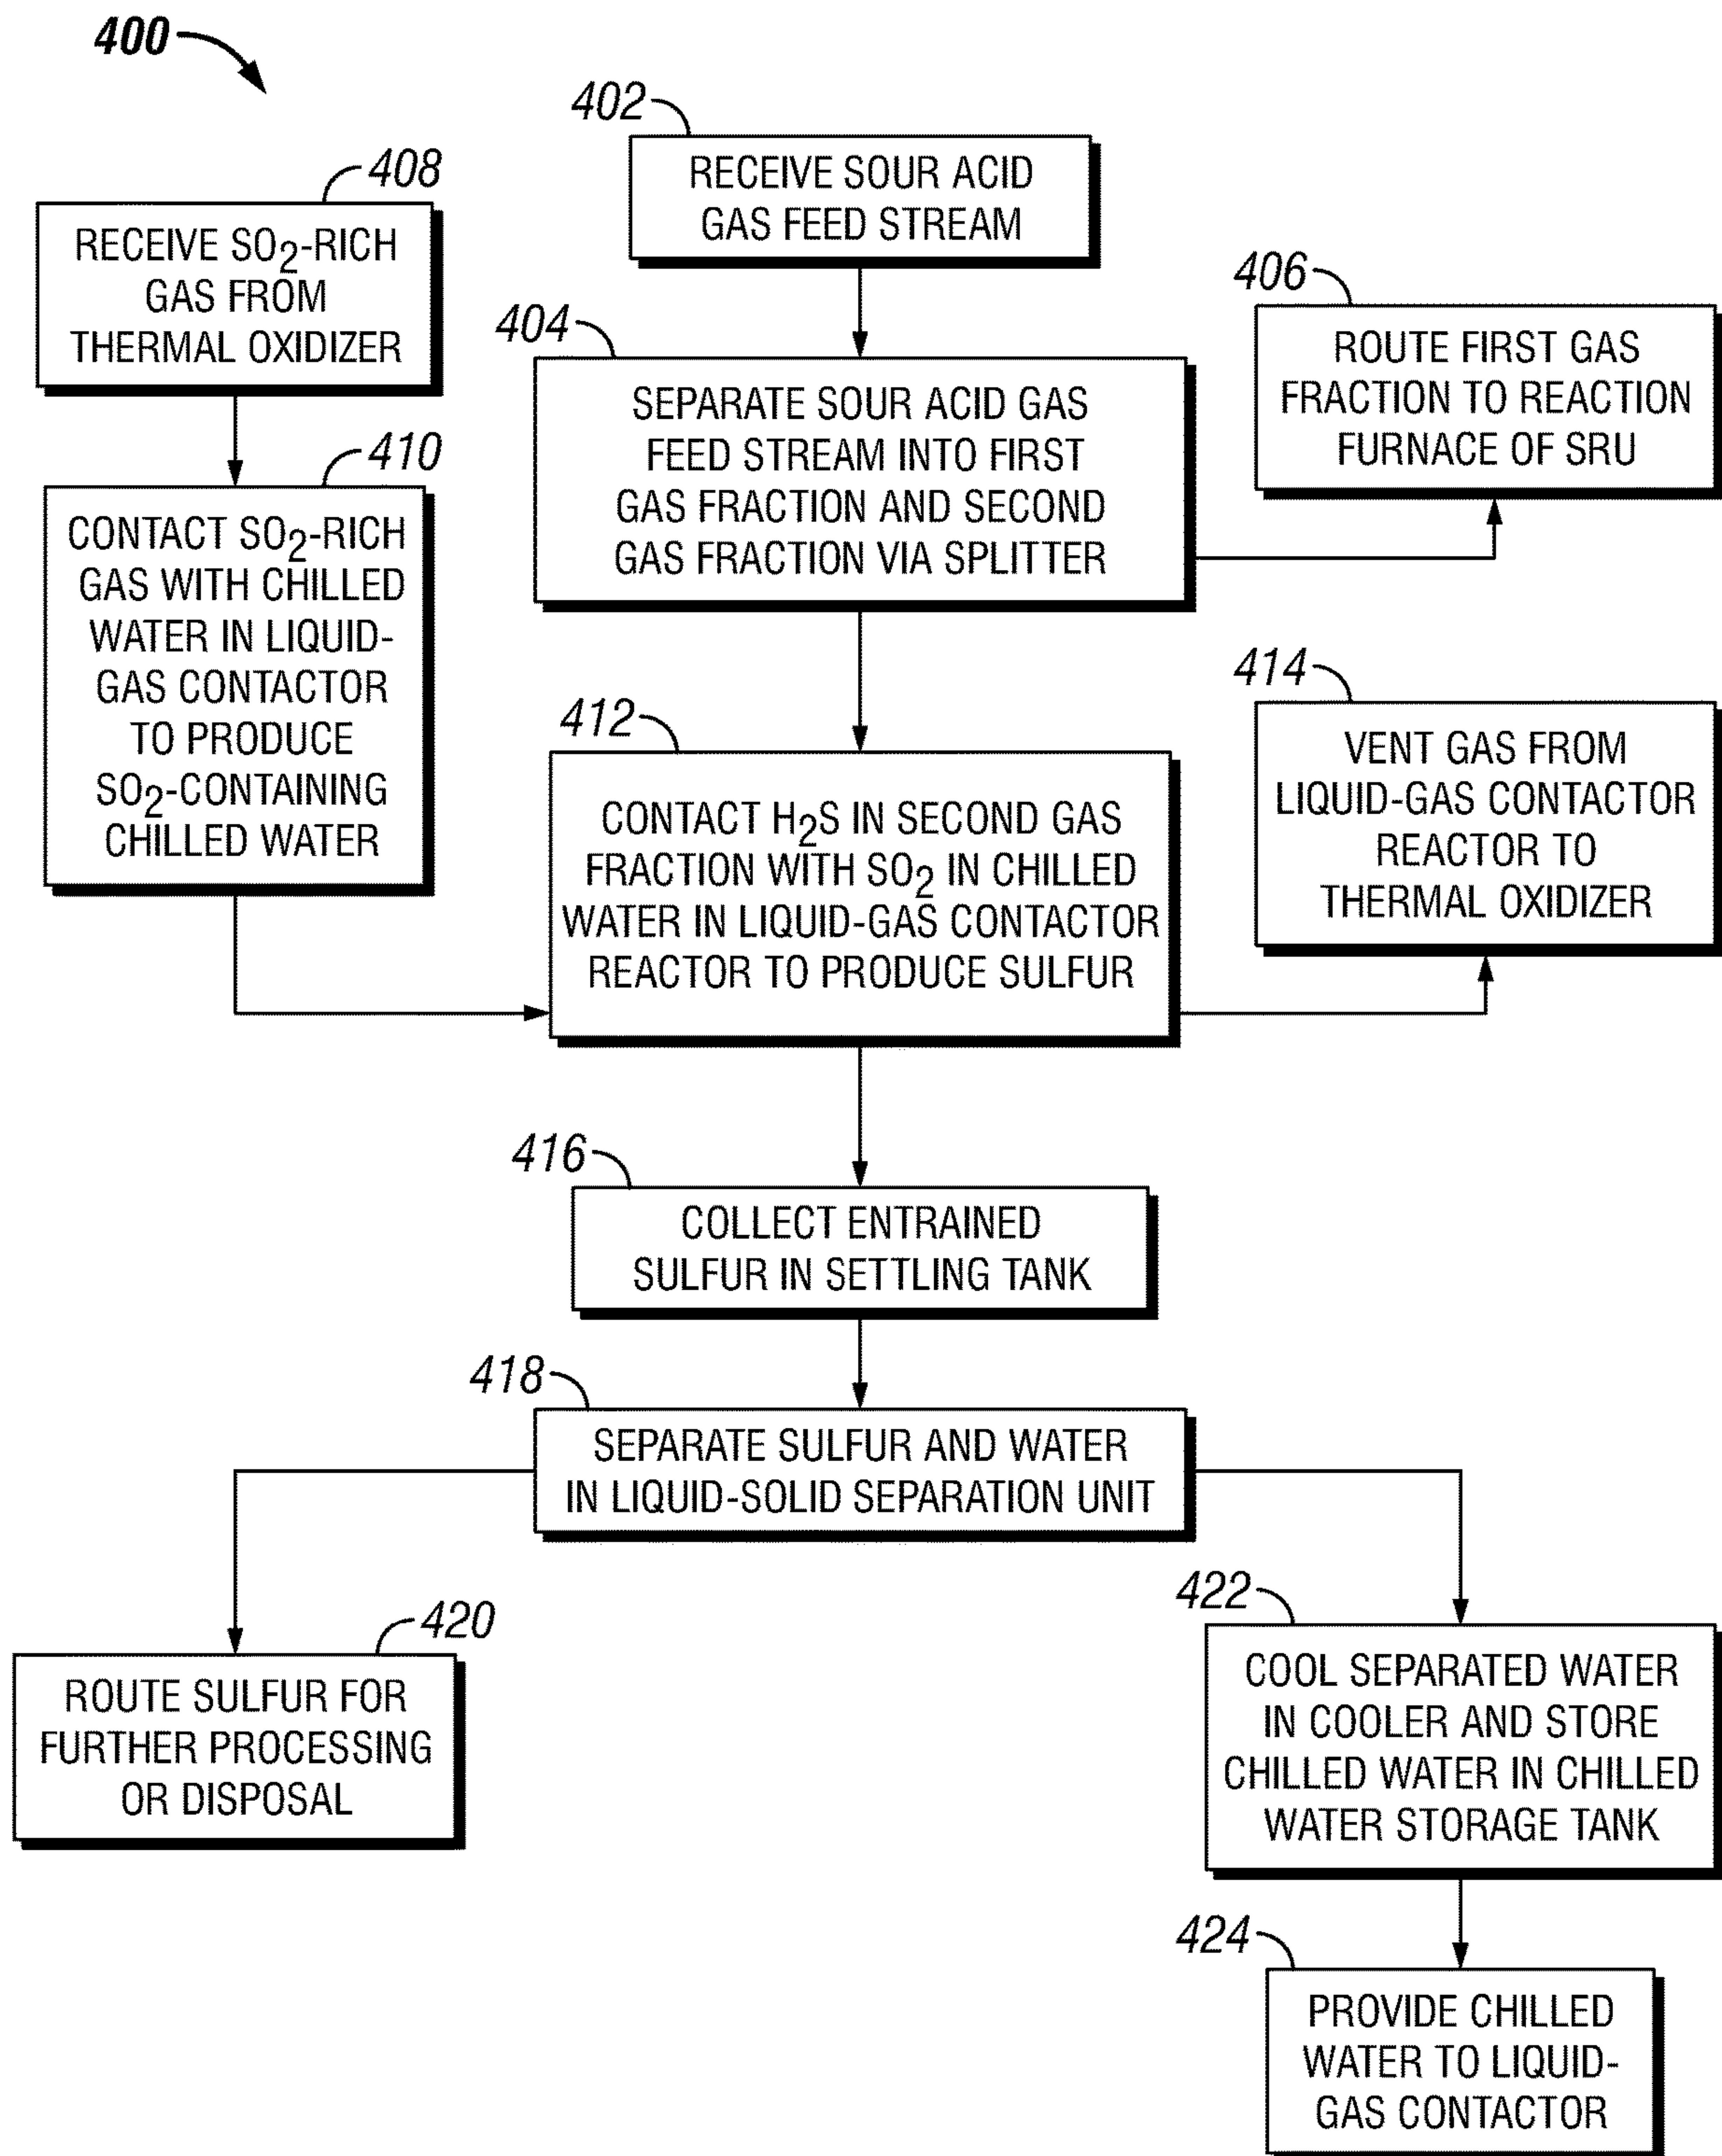 400
402
RECEIVE SOUR ACID
GAS FEED STREAM
408
RECEIVE SO2-RICH
GAS FROM
THERMAL OXIDIZER
404
SEPARATE SOUR ACID GAS
FEED STREAM INTO FIRST
GAS FRACTION AND SECOND
GAS FRACTION VIA SPLITTER
406
ROUTE FIRST GAS
FRACTION TO REACTION
FURNACE OF SRU
410
CONTACT SO2-RICH
GAS WITH CHILLED
WATER IN LIQUID-
GAS CONTACTOR
TO PRODUCE
SO2-CONTAINING
CHILLED WATER
412
CONTACT H2S IN SECOND GAS
FRACTION WITH SO2 IN CHILLED
WATER IN LIQUID-GAS CONTACTOR
REACTOR TO PRODUCE SULFUR
414
VENT GAS FROM
LIQUID-GAS CONTACTOR
REACTOR TO
THERMAL OXIDIZER
416
COLLECT ENTRAINED
SULFUR IN SETTLING TANK
418
SEPARATE SULFUR AND WATER
IN LIQUID-SOLID SEPARATION UNIT
420
ROUTE SULFUR FOR
FURTHER PROCESSING
OR DISPOSAL
422
COOL SEPARATED WATER
IN COOLER AND STORE
CHILLED WATER IN CHILLED
WATER STORAGE TANK
424
PROVIDE CHILLED
WATER TO LIQUID-
GAS CONTACTOR